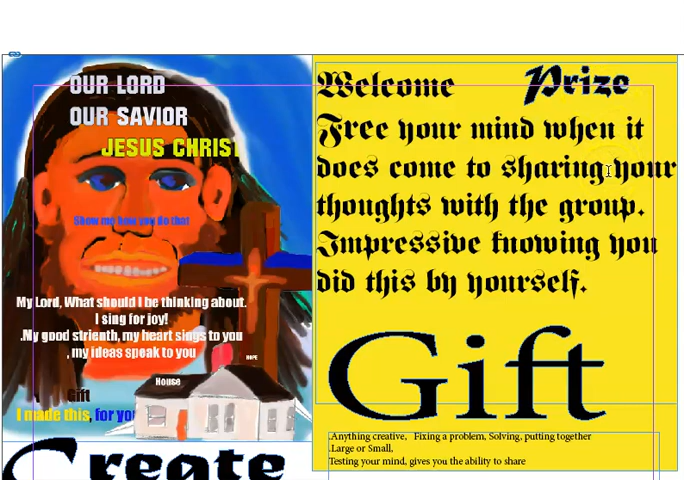 OUR LORD
OUR SAVIOR
JESUS CHRIST
Show me how you do that
My Lord, What should I be thinking about.
I sing for joy!
.My good strienth, my heart sings to you
, my ideas speak to you
HOPE
House
Gift
I made this, for you
Create
Welcome
Prize
Free your mind when it
does come to sharing your
thoughts with the group.
Impressive knowing you
did this by yourself.
Gift
.Anything creative,   Fixing a problem, Solving, putting together
.Large or Small,
Testing your mind, gives you the ability to share